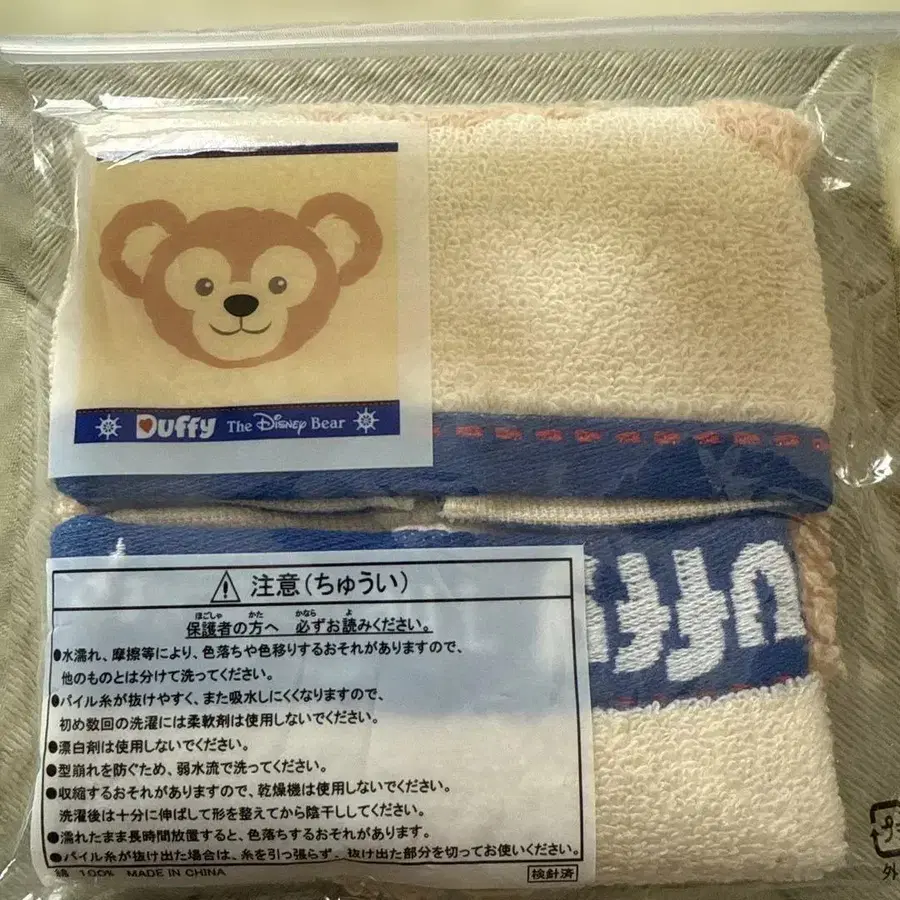 Duffy The Disney Bear
uffy
注意(ちゅうい)
保護者の方へ 必ずお読みください。
ほごしゃ かた かなら よ
●水濡れ、摩擦等により、色落ちや色移りするおそれがありますので、
他のものとは分けて洗ってください。
●パイル糸が抜けやすく、また吸水しにくくなりますので、
初め数回の洗濯には柔軟剤は使用しないでください。
●漂白剤は使用しないでください。
●型崩れを防ぐため、弱水流で洗ってください。
●収縮するおそれがありますので、乾燥機は使用しないでください。
洗濯後は十分に伸ばして形を整えてから陰干ししてください。
●濡れたまま長時間放置すると、色落ちするおそれがあります。
●パイル糸が抜け出た場合は、糸を引っ張らず、抜け出た部分を切ってお使いください。
綿 100% MADE IN CHINA 検針済
外